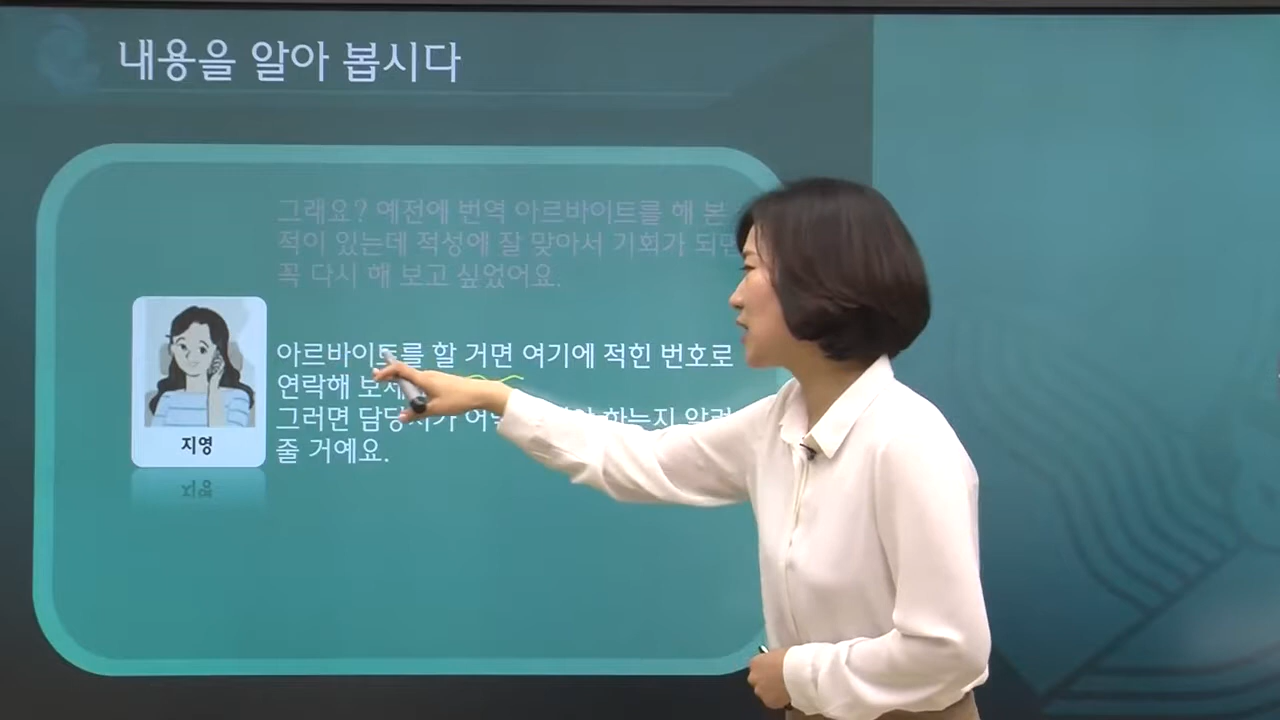 내용을 알아 봅시다
그래요? 예전에 번역 아르바이트를 해 본
적이 있는데 적성에 잘 맞아서 기회가 되면
꼭 다시 해 보고 싶었어요.
아르바이트를 할 거면 여기에 적힌 번호로
연락해
그러면 하는지
줄 거예요.
지영